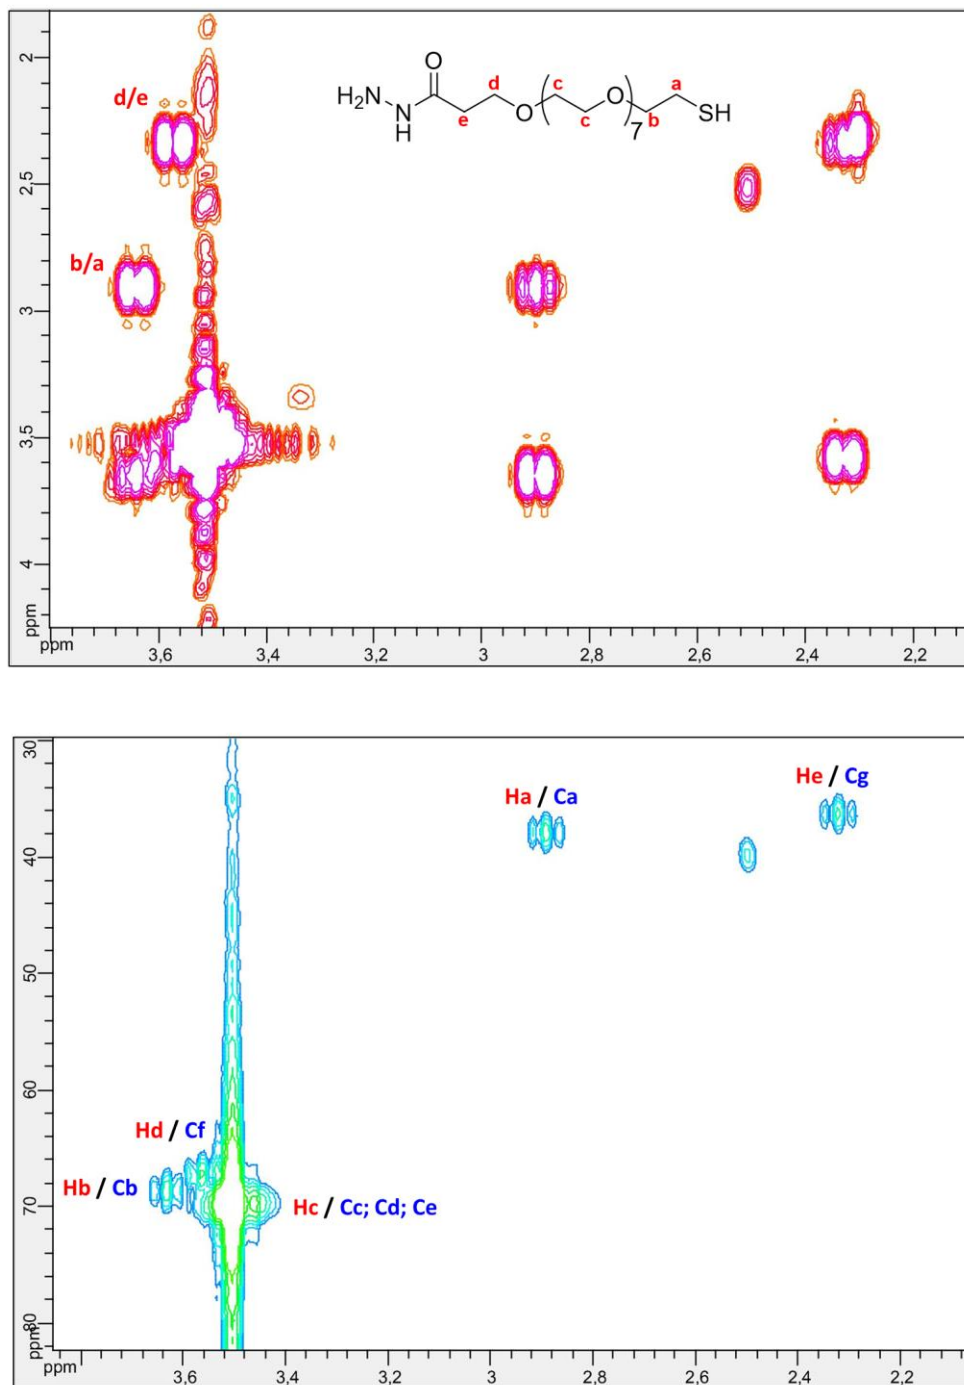 2
d/e
O
d
c
a
H₂N
N
H
e
O
c
O
7
b
SH
2,5
b/a
3
3,5
4
ppm
ppm
3,6
3,4
3,2
3
2,8
2,6
2,4
2,2
30
Ha / Ca
He / Cg
40
50
60
Hd / Cf
Hb / Cb
70
Hc / Cc; Cd; Ce
80
ppm
ppm
3,6
3,4
3,2
3
2,8
2,6
2,4
2,2